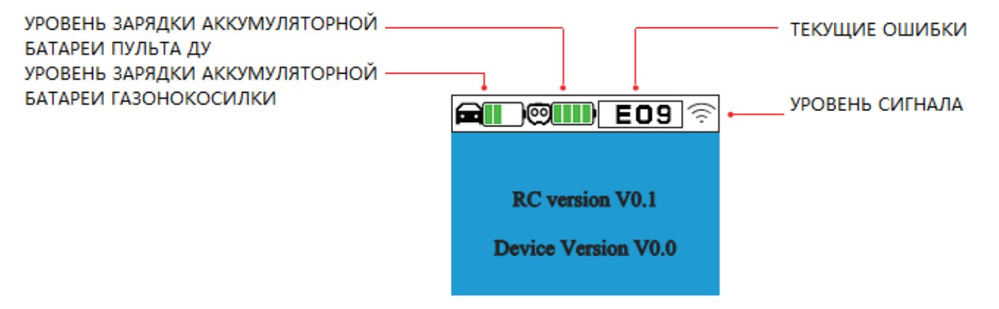 УРОВЕНЬ ЗАРЯДКИ АККУМУЛЯТОРНОЙ
БАТАРЕИ ПУЛЬТА ДУ
УРОВЕНЬ ЗАРЯДКИ АККУМУЛЯТОРНОЙ
БАТАРЕИ ГАЗОНОКОСИЛКИ
ТЕКУЩИЕ ОШИБКИ
УРОВЕНЬ СИГНАЛА
E09
RC version V0.1
Device Version V0.0